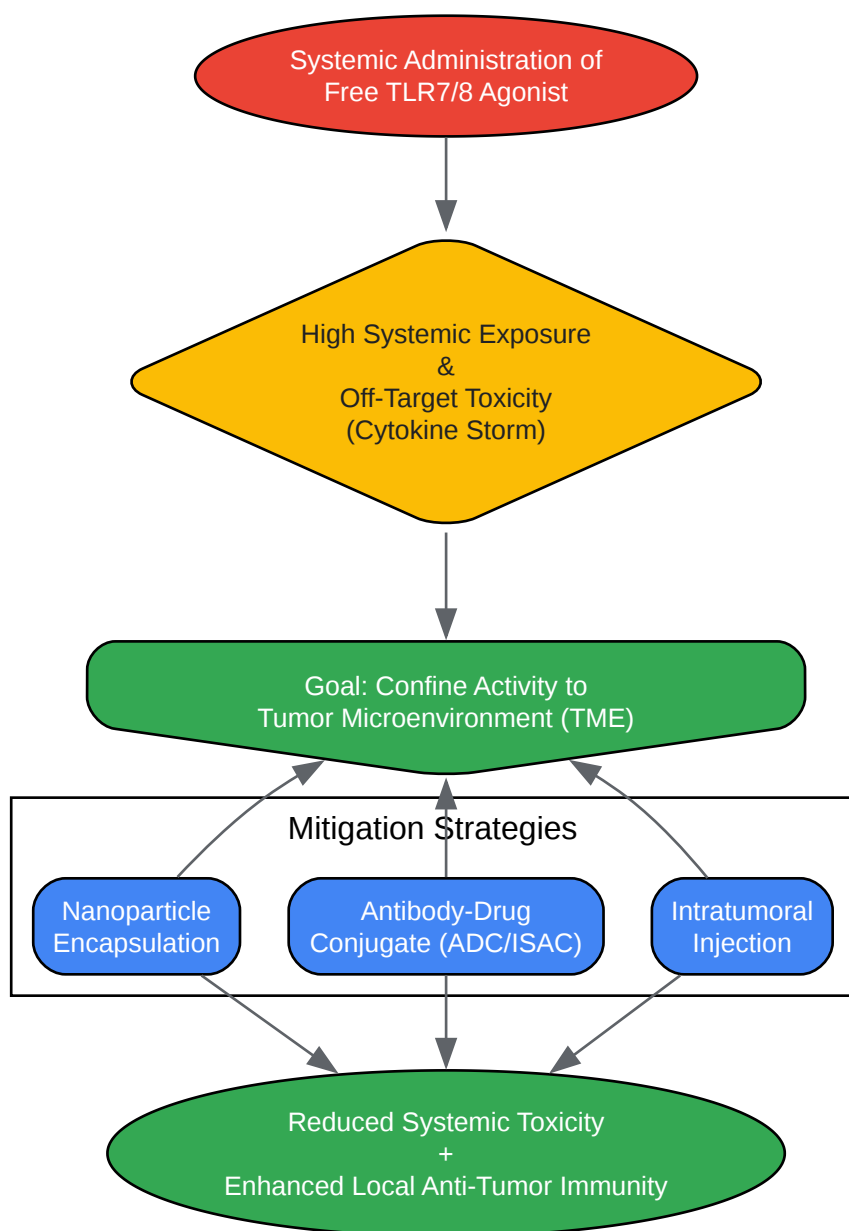 Systemic Administration of
Free TLR7/8 Agonist
High Systemic Exposure
&
Off-Target Toxicity
(Cytokine Storm)
Goal: Confine Activity to
Tumor Microenvironment (TME)
Mitigation Strategies
Nanoparticle
Encapsulation
Antibody-Drug
Conjugate (ADC/ISAC)
Intratumoral
Injection
Reduced Systemic Toxicity
+
Enhanced Local Anti-Tumor Immunity